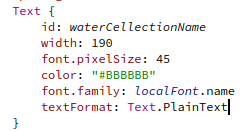 Text {
    id: waterCellectionName
    width: 190
    font.pixelSize: 45
    color: "#BBBBBB"
    font.family: localFont.name
    textFormat: Text.PlainText
}